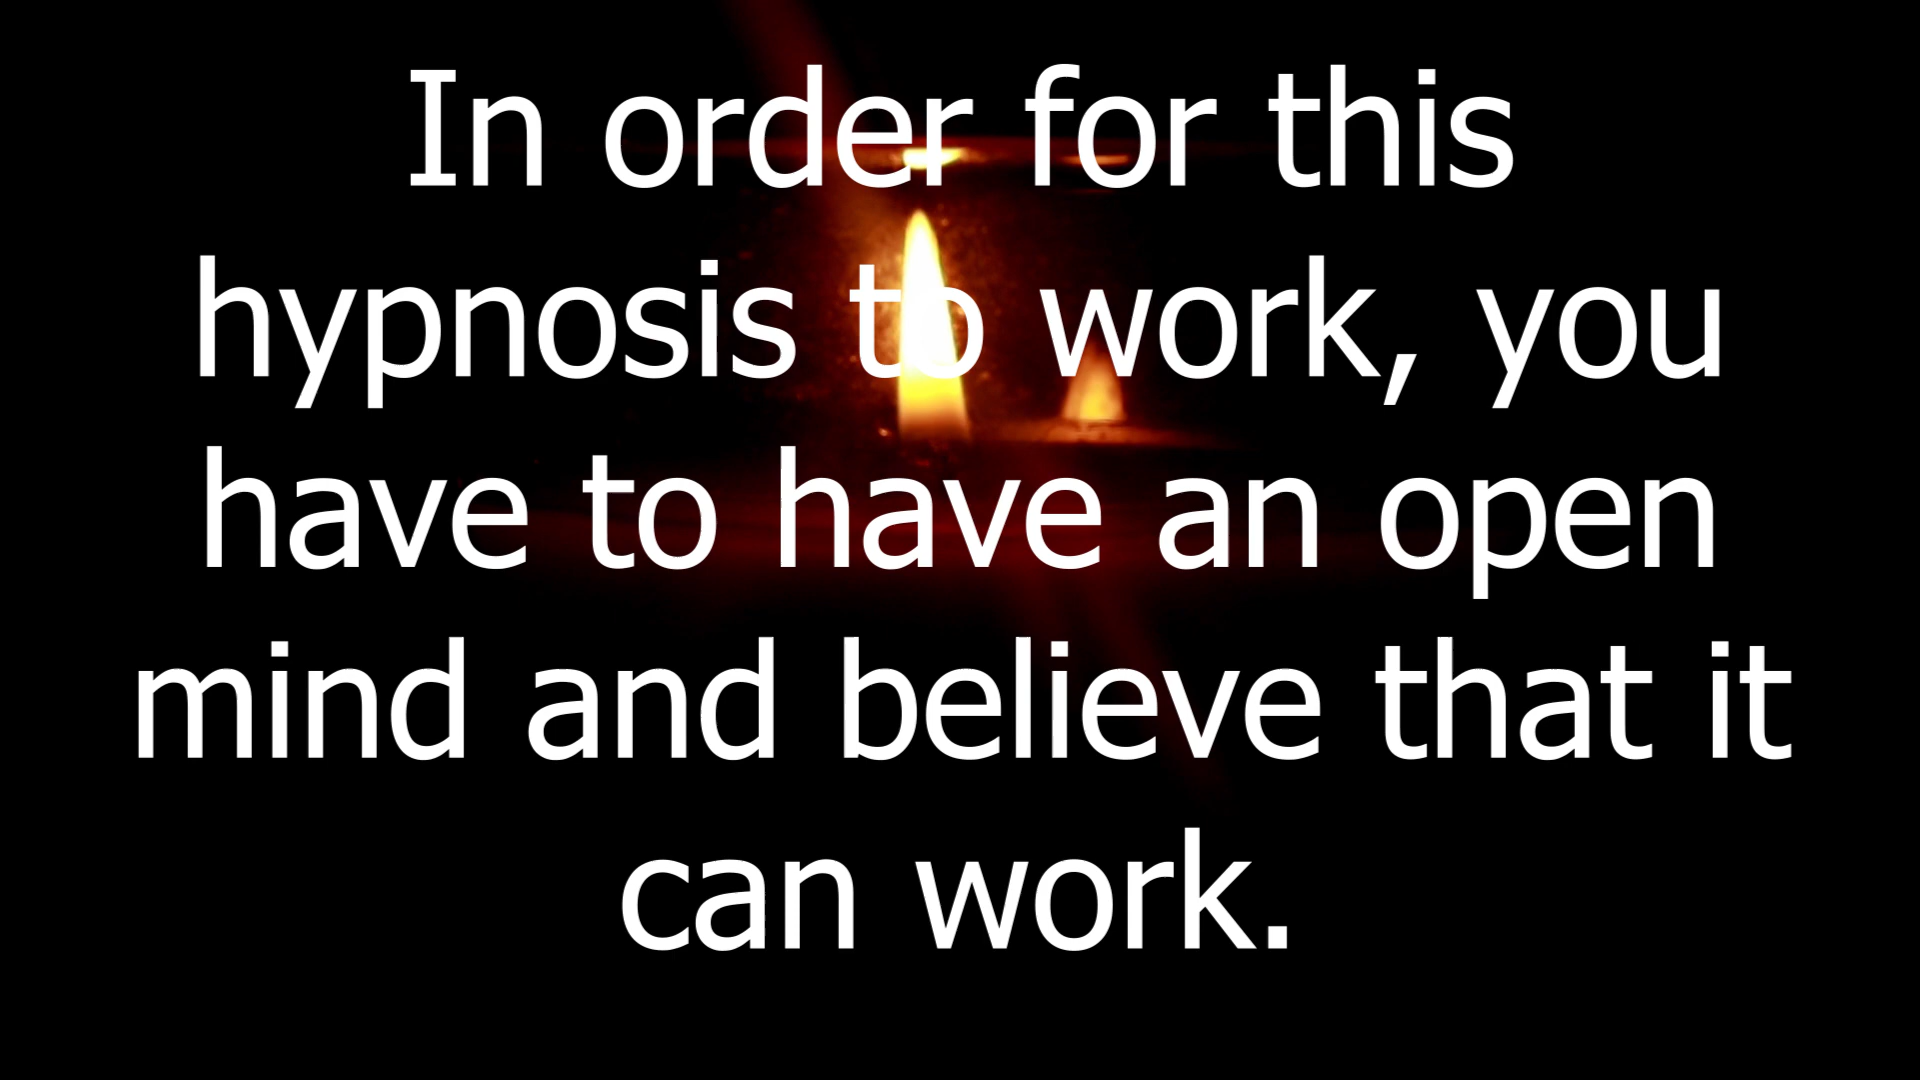 In order for this
hypnosis to work, you
have to have an open
mind and believe that it
can work.